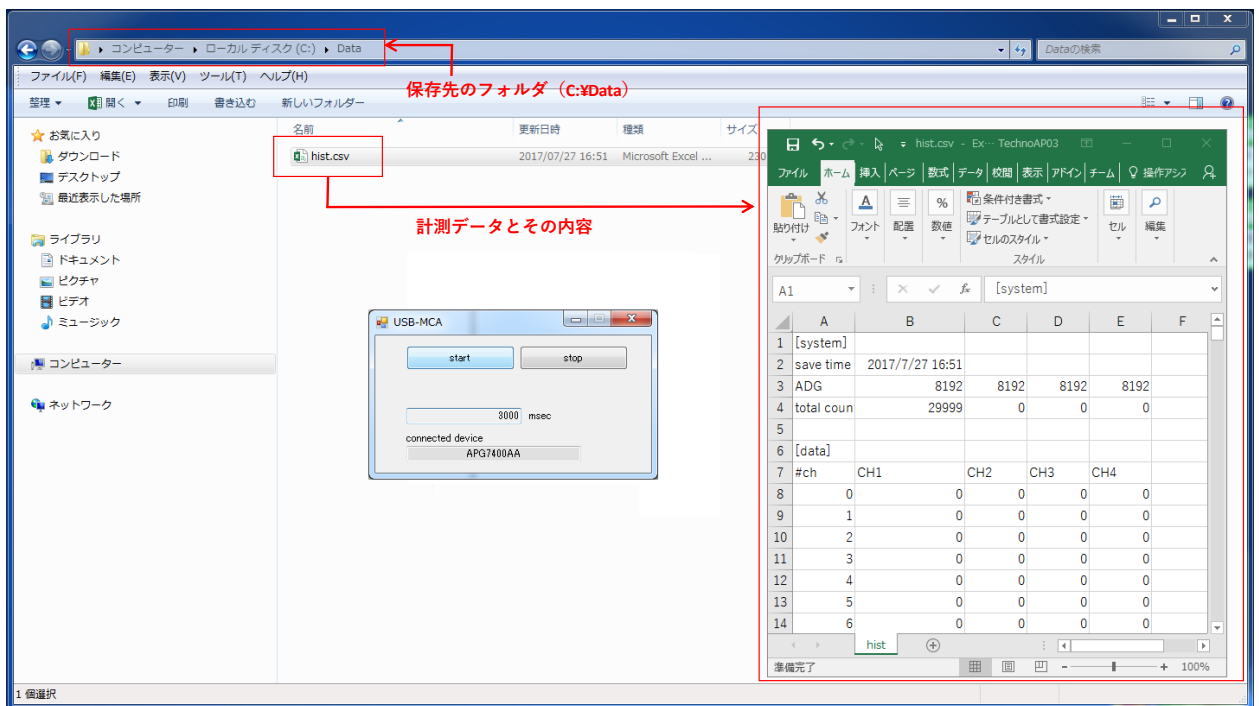 コンピューター ▸ ローカル ディスク (C:) ▸ Data
Dataの検索
ファイル(F) 編集(E) 表示(V) ツール(T) ヘルプ(H)
保存先のフォルダ（C:¥Data）
整理 開く 印刷 書き込む 新しいフォルダー
名前 更新日時 種類 サイズ
hist.csv 2017/07/27 16:51 Microsoft Excel ... 230
お気に入り
ダウンロード
デスクトップ
最近表示した場所
ライブラリ
ドキュメント
ピクチャ
ビデオ
ミュージック
コンピューター
ネットワーク
計測データとその内容
USB-MCA
start stop
3000 msec
connected device
APG7400AA
hist.csv - Ex… TechnoAP03
ファイル ホーム 挿入 ページ 数式 データ 校閲 表示 アドイン チーム 操作アシス
貼り付け フォント 配置 数値 条件付き書式 テーブルとして書式設定 セルのスタイル セル 編集
クリップボード スタイル
A1 fx [system]
A B C D E F
1 [system]
2 save time 2017/7/27 16:51
3 ADG 8192 8192 8192 8192
4 total coun 29999 0 0 0
5
6 [data]
7 #ch CH1 CH2 CH3 CH4
8 0 0 0 0 0
9 1 0 0 0 0
10 2 0 0 0 0
11 3 0 0 0 0
12 4 0 0 0 0
13 5 0 0 0 0
14 6 0 0 0 0
hist
準備完了 100%
1 個選択